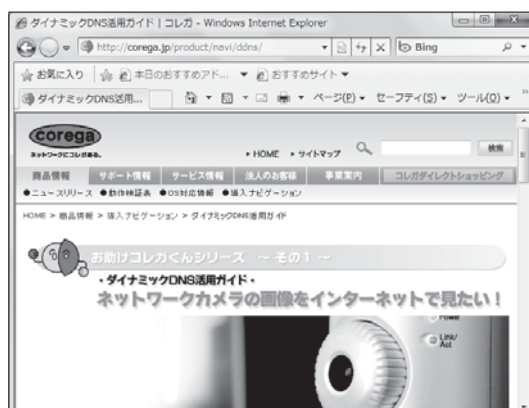 ダイナミックDNS活用ガイド | コレガ - Windows Internet Explorer
http://corega.jp/product/navi/ddns/
Bing
お気に入り 本日のおすすめアド... おすすめサイト
ダイナミックDNS活用... ページ(P) セーフティ(S) ツール(O) »
corega
ネットワークにコレがある。
HOME サイトマップ 検索
商品情報 サポート情報 サービス情報 法人のお客様 事業案内 コレガダイレクトショッピング
●ニュースリリース ●動作検証表 ●OS対応情報 ●導入ナビゲーション
HOME > 商品情報 > 導入ナビゲーション > ダイナミックDNS活用ガイド
お助けコレガくんシリーズ ～ その1 ～
・ダイナミックDNS活用ガイド・
ネットワークカメラの画像をインターネットで見たい！
Power
Link/
Act